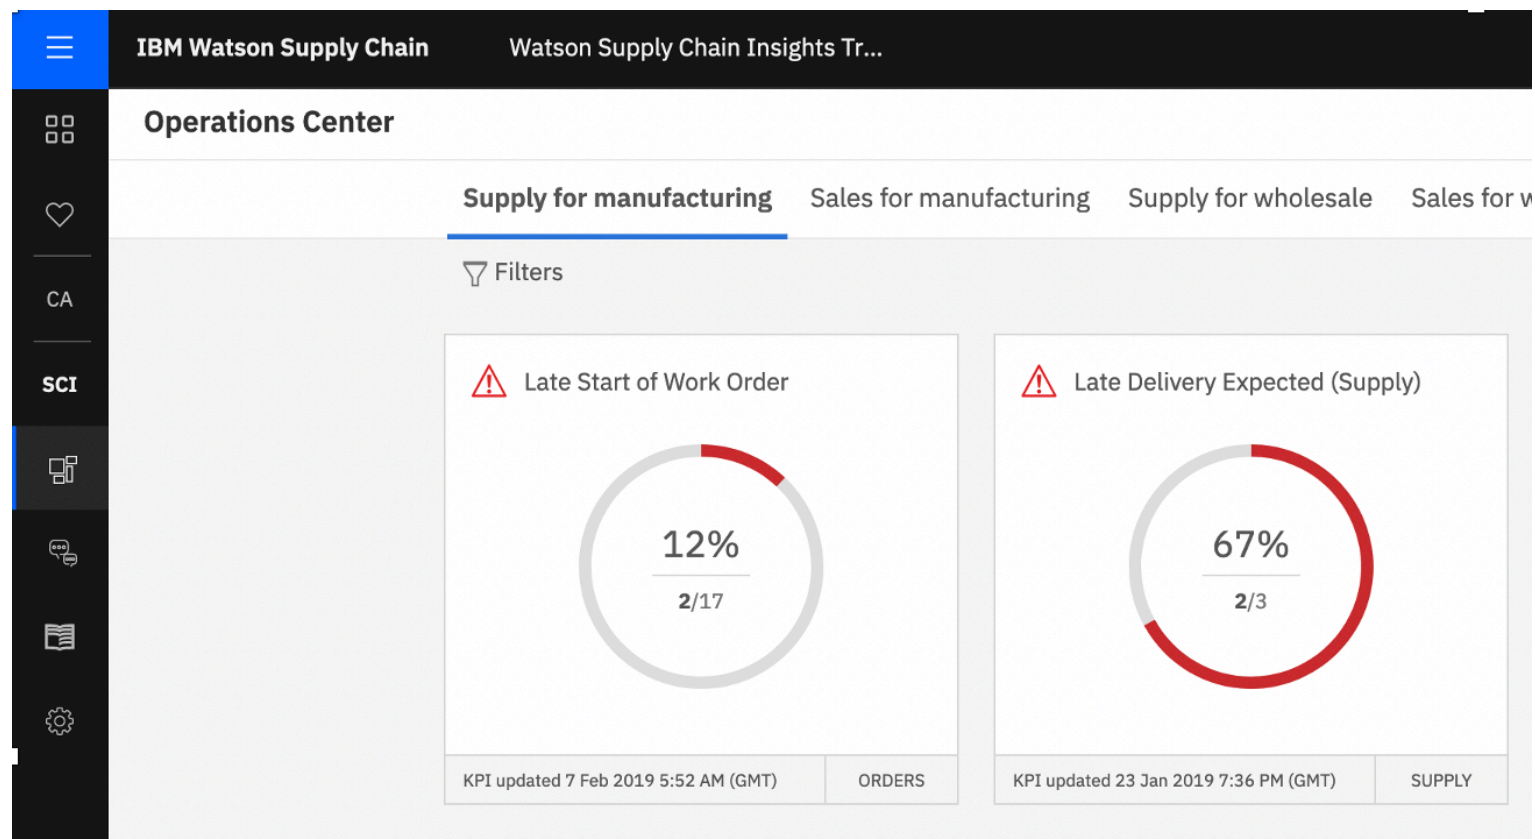 IBM Watson Supply Chain
Watson Supply Chain Insights Tr...
Operations Center
Supply for manufacturing
Sales for manufacturing
Supply for wholesale
Sales for w
Filters
CA
SCI
Late Start of Work Order
12%
2/17
KPI updated 7 Feb 2019 5:52 AM (GMT)
ORDERS
Late Delivery Expected (Supply)
67%
2/3
KPI updated 23 Jan 2019 7:36 PM (GMT)
SUPPLY